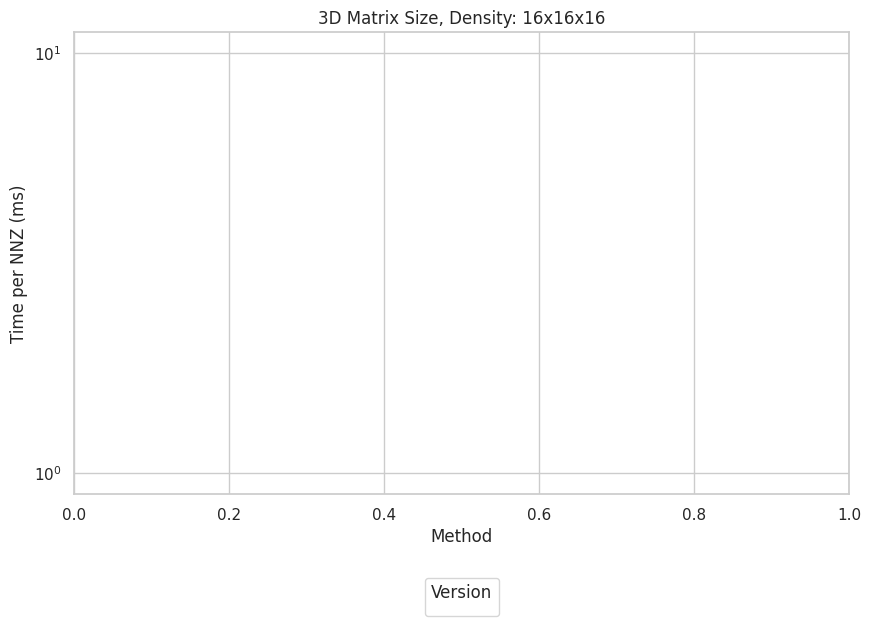 3D Matrix Size, Density: 16x16x16
10¹
Time per NNZ (ms)
10⁰
0.0 0.2 0.4 0.6 0.8 1.0
Method
Version